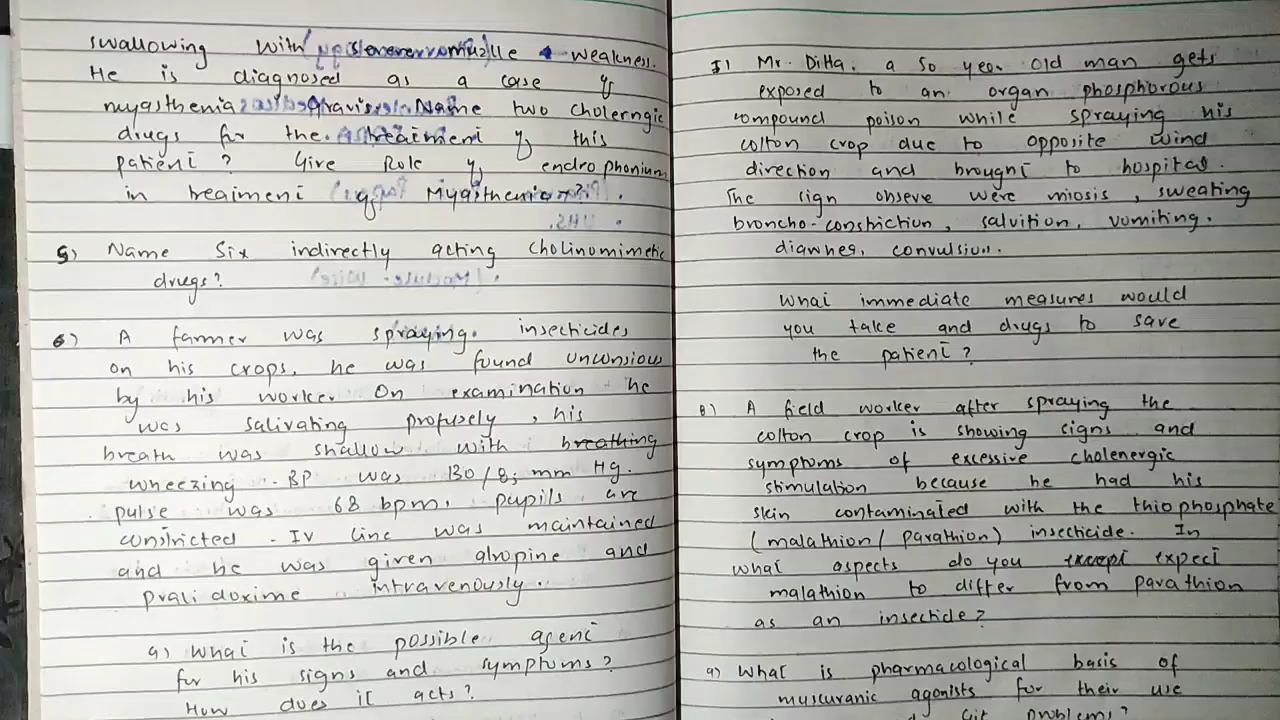 swallowing with muscle weakness.
He is diagnosed as a case of
myasthenia Gravis. Name two cholerngic
drugs for the treatment of this
patient? Give Role of endrophonium
in treatment of Myasthenia?
5) Name Six indirectly acting cholinomimetic
drugs?
6) A farmer was spraying insecticides
on his crops, he was found unconsious
by his worker On examination he
was salivating profusely, his
breath was shallow with breathing
wheezing. BP was 130/8 mm Hg.
pulse was 68 bpm. pupils are
constricted. IV line was maintained
and he was given atropine and
prali doxime intravenously.
a) What is the possible agent
for his signs and symptoms?
How does it acts?
Mr. Ditta, a 50 year old man gets
exposed to an organ phosphorous
compound poison while spraying his
cotton crop due to opposite wind
direction and brought to hospital.
The sign observe were miosis, sweating
broncho-constriction, salvition, vomiting.
convulsion.
What immediate measures would
you take and drugs to save
the patient?
8) A field worker after spraying the
cotton crop is showing signs and
symptoms of excessive cholenergic
stimulation because he had his
skin contaminated with the thiophosphate
(malathion/parathion) insecticide. In
what aspects do you except expect
malathion to differ from parathion
as an insecticide?
9) What is pharmacological basis of
muscuranic agonists for their use
Git problems?